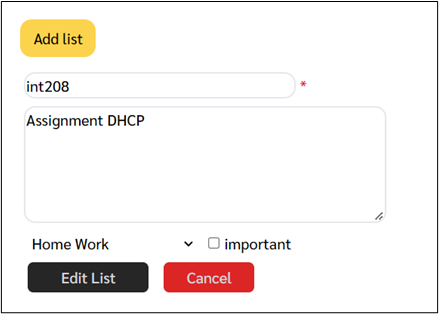 Add list
int208 *
Assignment DHCP
Home Work important
Edit List Cancel